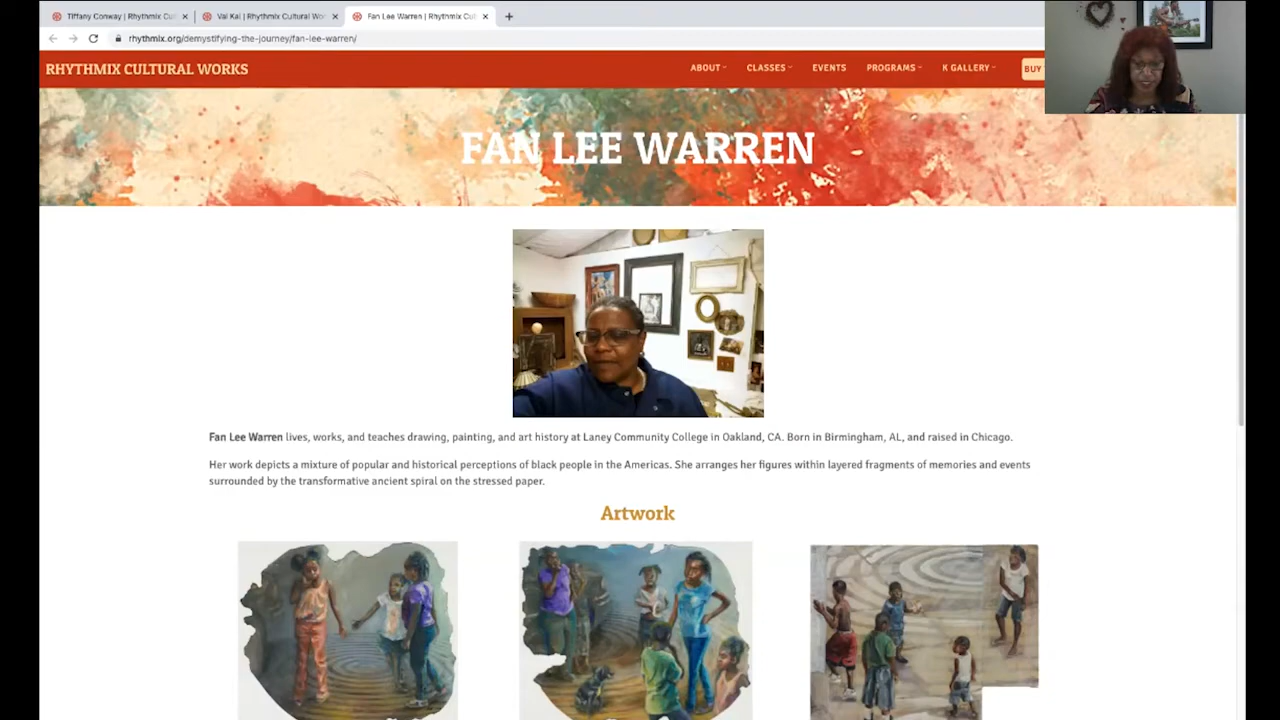 Tiffany Conway | Rhythmix Cul
Val Kai | Rhythmix Cultural Wor
Fan Lee Warren | Rhythmix Cul
rhythmix.org/demystifying-the-journey/fan-lee-warren/
RHYTHMIX CULTURAL WORKS
ABOUT
CLASSES
EVENTS
PROGRAMS
K GALLERY
BUY
FAN LEE WARREN
Fan Lee Warren lives, works, and teaches drawing, painting, and art history at Laney Community College in Oakland, CA. Born in Birmingham, AL, and raised in Chicago.
Her work depicts a mixture of popular and historical perceptions of black people in the Americas. She arranges her figures within layered fragments of memories and events
surrounded by the transformative ancient spiral on the stressed paper.
Artwork